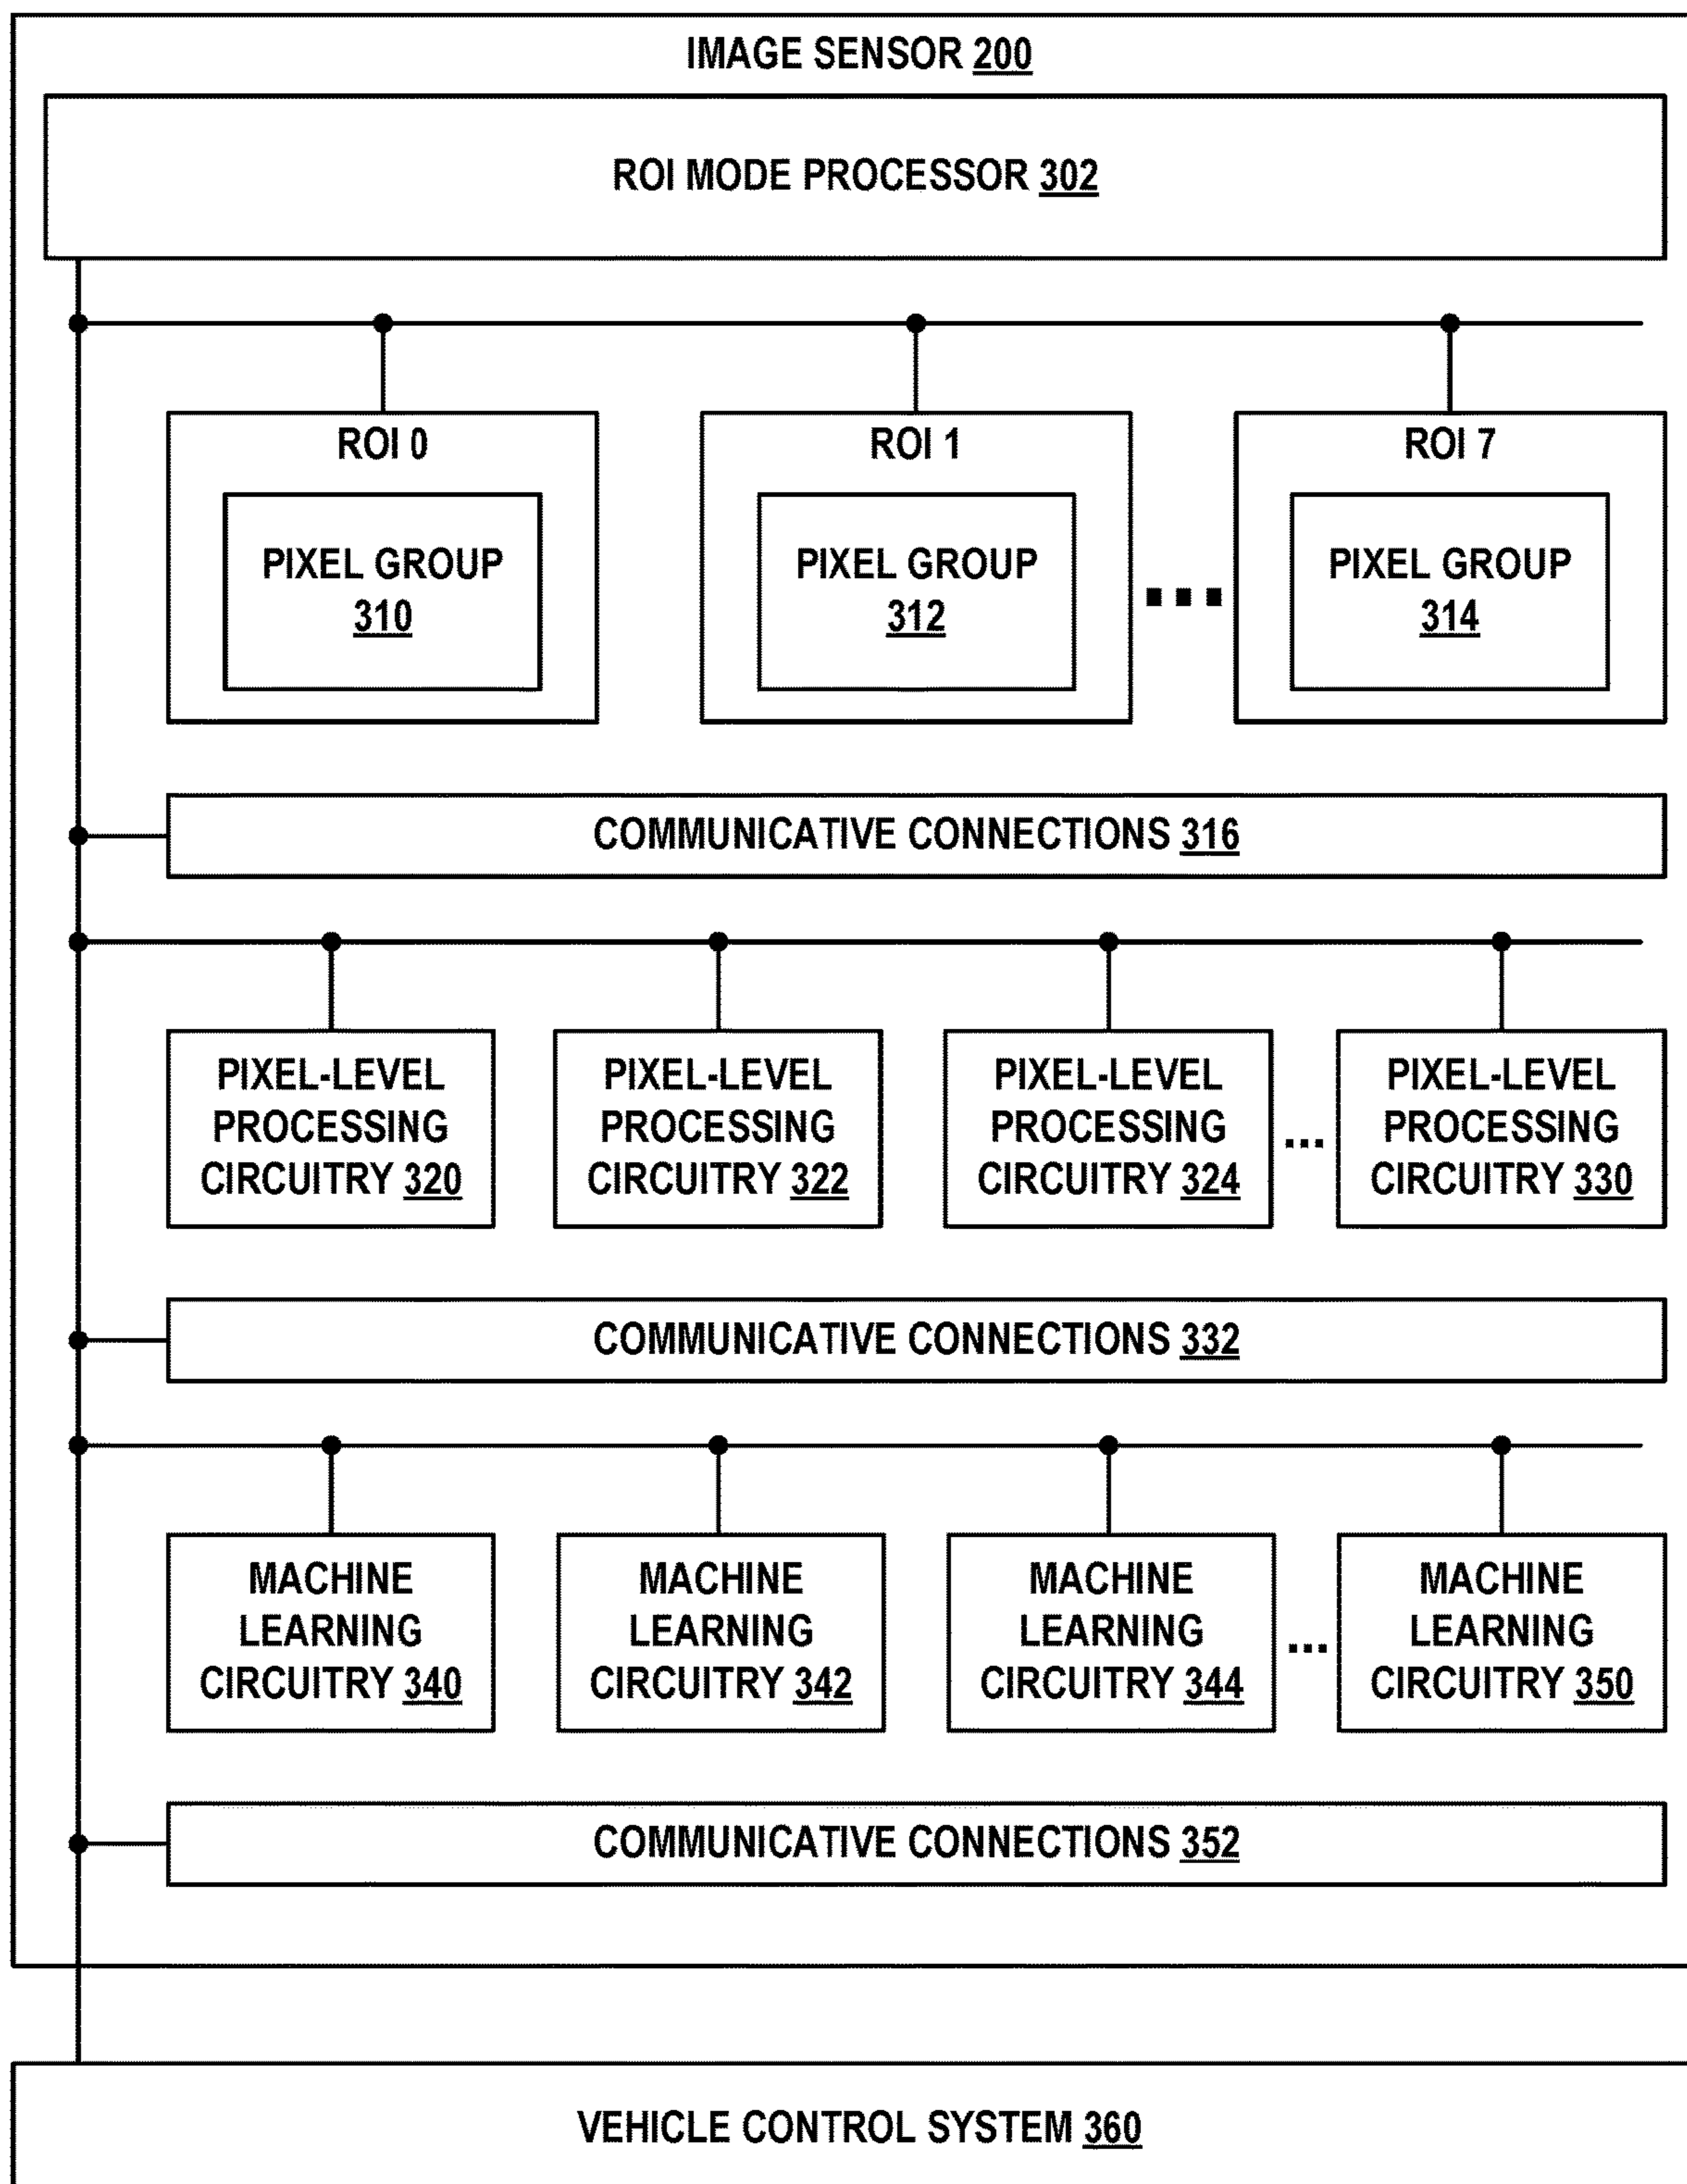 IMAGE SENSOR 200
ROI MODE PROCESSOR 302
ROI 0
ROI 1
ROI 7
PIXEL GROUP
310
PIXEL GROUP
312
...
PIXEL GROUP
314
COMMUNICATIVE CONNECTIONS 316
PIXEL-LEVEL
PROCESSING
CIRCUITRY 320
PIXEL-LEVEL
PROCESSING
CIRCUITRY 322
PIXEL-LEVEL
PROCESSING
CIRCUITRY 324
...
PIXEL-LEVEL
PROCESSING
CIRCUITRY 330
COMMUNICATIVE CONNECTIONS 332
MACHINE
LEARNING
CIRCUITRY 340
MACHINE
LEARNING
CIRCUITRY 342
MACHINE
LEARNING
CIRCUITRY 344
...
MACHINE
LEARNING
CIRCUITRY 350
COMMUNICATIVE CONNECTIONS 352
VEHICLE CONTROL SYSTEM 360